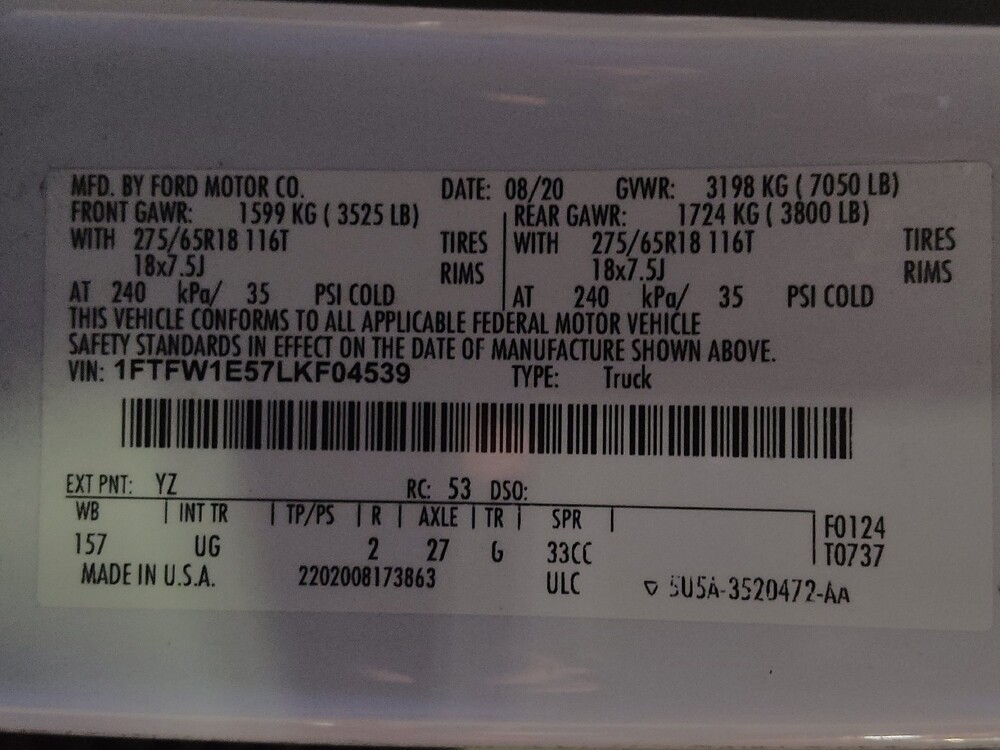 MFD. BY FORD MOTOR CO. DATE: 08/20 GVWR: 3198 KG ( 7050 LB)
FRONT GAWR: 1599 KG ( 3525 LB) REAR GAWR: 1724 KG ( 3800 LB)
WITH 275/65R18 116T TIRES WITH 275/65R18 116T TIRES
18x7.5J RIMS 18x7.5J RIMS
AT 240 kPa/ 35 PSI COLD AT 240 kPa/ 35 PSI COLD
THIS VEHICLE CONFORMS TO ALL APPLICABLE FEDERAL MOTOR VEHICLE
SAFETY STANDARDS IN EFFECT ON THE DATE OF MANUFACTURE SHOWN ABOVE.
VIN: 1FTFW1E57LKF04539 TYPE: Truck
EXT PNT: YZ RC: 53 DSO:
WB INT TR TP/PS R AXLE TR SPR F0124
157 UG 2 27 G 33CC T0737
MADE IN U.S.A. 2202008173863 ULC 5U5A-3520472-AA